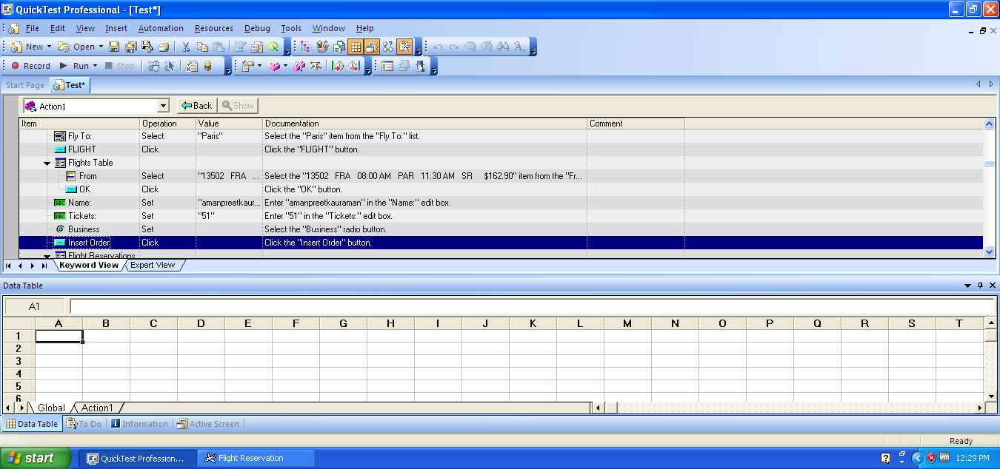 QuickTest Professional - [Test*]
File Edit View Insert Automation Resources Debug Tools Window Help
New Open
Record Run Stop
Start Page Test*
Action1 Back Show
Item Operation Value Documentation Comment
Fly To: Select "Paris" Select the "Paris" item from the "Fly To:" list.
FLIGHT Click Click the "FLIGHT" button.
Flights Table
From Select "13502 FRA ... Select the "13502 FRA 08:00 AM PAR 11:30 AM SR $162.90" item from the "Fr...
OK Click Click the "OK" button.
ABC Name: Set "amanpreetkaur... Enter "amanpreetkauraman" in the "Name:" edit box.
ABC Tickets: Set "51" Enter "51" in the "Tickets:" edit box.
Business Set Select the "Business" radio button.
Insert Order Click Click the "Insert Order" button.
Flight Reservations
Keyword View Expert View
Data Table
A1
A B C D E F G H I J K L M N O P Q R S T
1
2
3
4
5
6
Global Action1
Data Table To Do Information Active Screen
Ready
start QuickTest Profession... Flight Reservation 12:29 PM